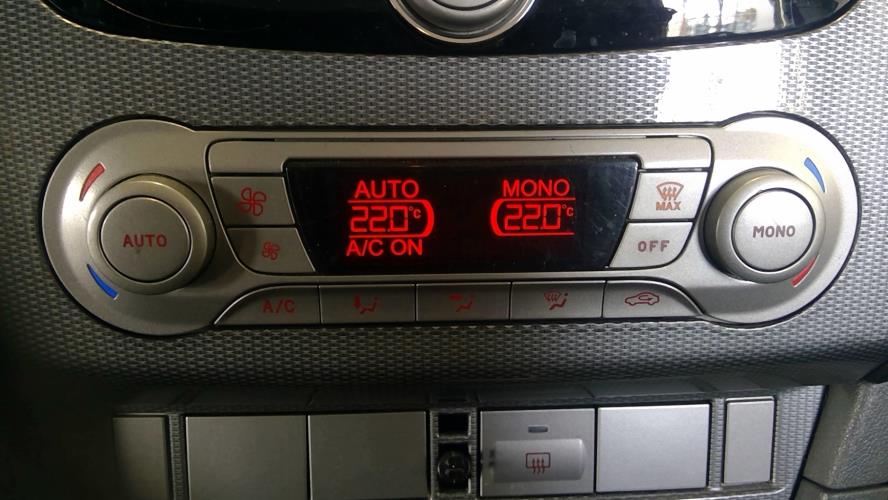 AUTO MONO
22.0°C 22.0°C
A/C ON
MAX
AUTO
OFF
MONO
A/C